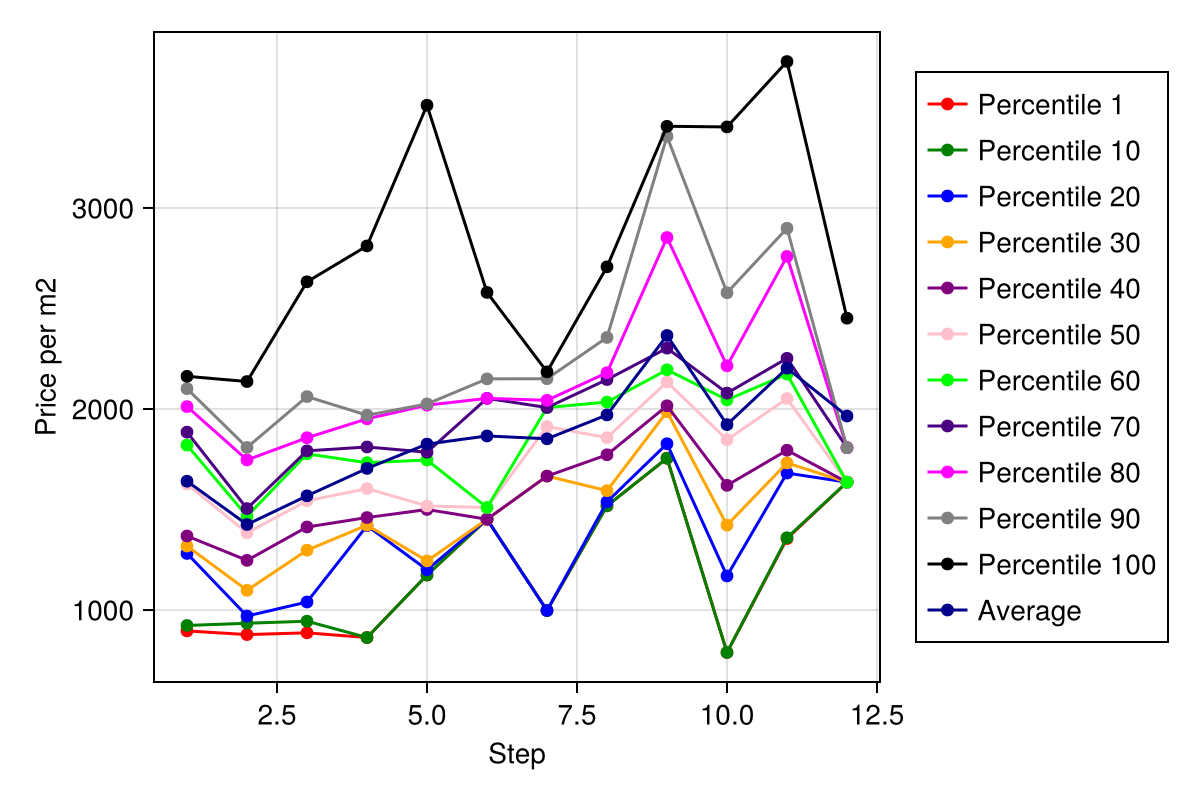 3000
2000
1000
Price per m2
2.5 5.0 7.5 10.0 12.5
Step
Percentile 1
Percentile 10
Percentile 20
Percentile 30
Percentile 40
Percentile 50
Percentile 60
Percentile 70
Percentile 80
Percentile 90
Percentile 100
Average